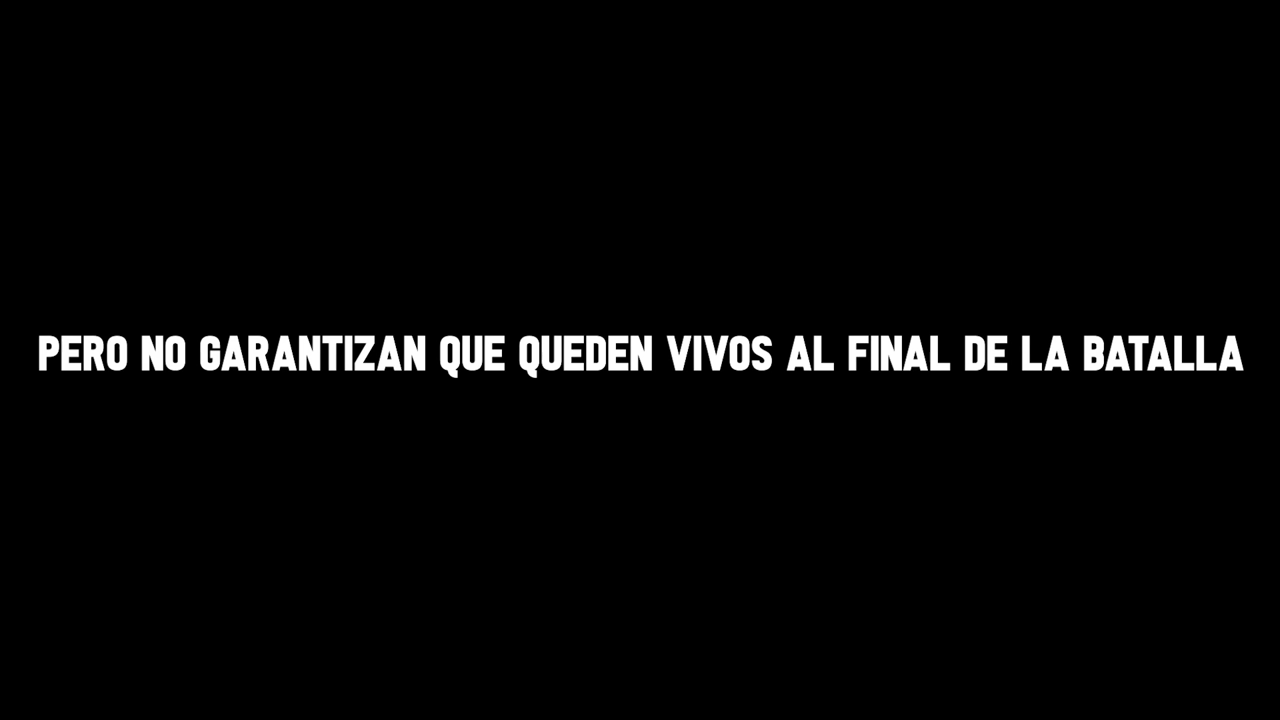 PERO NO GARANTIZAN QUE QUEDEN VIVOS AL FINAL DE LA BATALLA